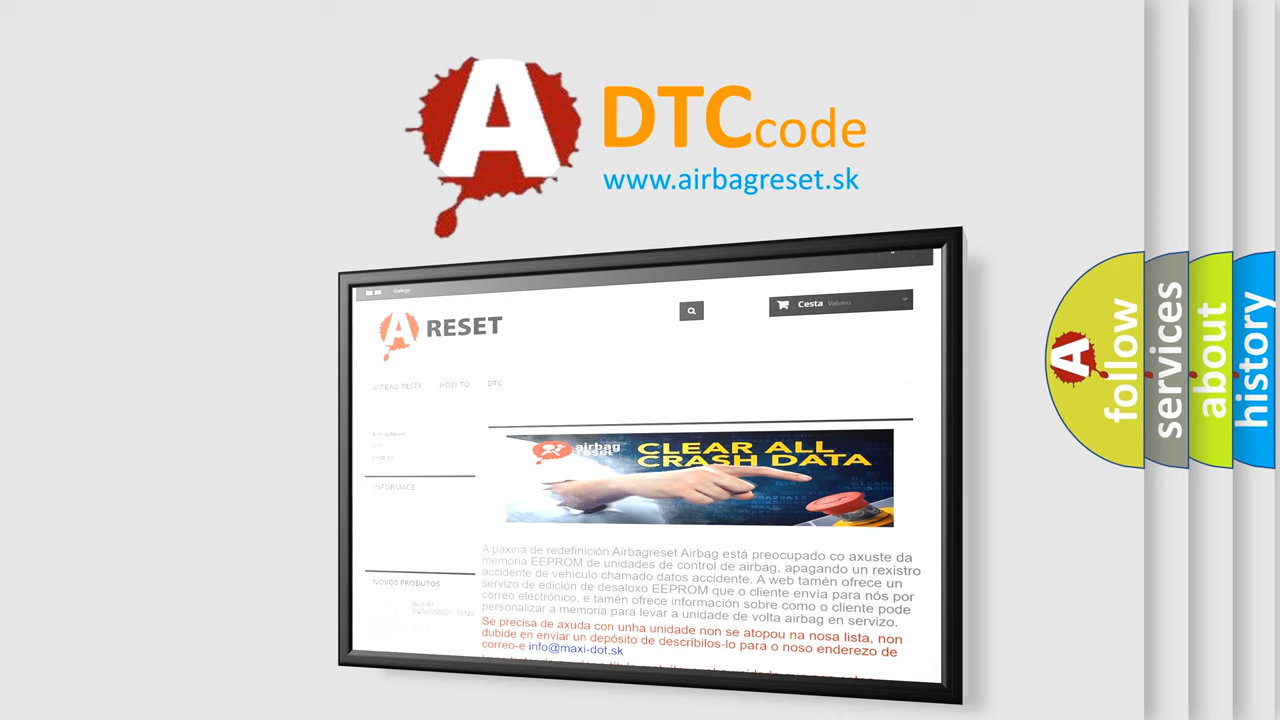 A
DTC code
www.airbagreset.sk
Galego
A RESET
Cesta Valeiro
AIRBAG RESET HOW TO DTC
INFORMACE
NOVOS PRODUTOS
airbag
reset
CLEAR ALL
CRASH DATA
A páxina de redefinición Airbagreset Airbag está preocupado co axuste da
memoria EEPROM de unidades de control de airbag, apagando un rexistro
accidente de vehículo chamado datos accidente. A web tamén ofrece un
servizo de edición de desaloxo EEPROM que o cliente envía para nós por
correo electrónico, e tamén ofrece información sobre como o cliente pode
personalizar a memoria para levar a unidade de volta airbag en servizo.
Se precisa de axuda con unha unidade non se atopou na nosa lista, non
dubide en enviar un depósito de describilos-lo para o noso enderezo de
correo-e info@maxi-dot.sk
A
follow
services
about
history